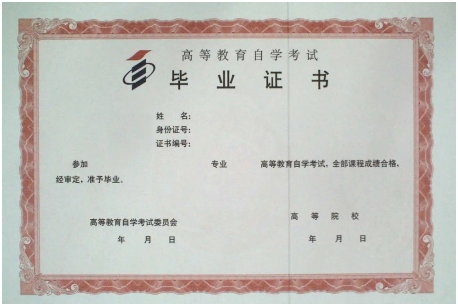 高等教育自学考试
毕业证书
姓 名:
身份证号:
证书编号:
参加 专业 高等教育自学考试，全部课程成绩合格，
经审定，准予毕业。
高等教育自学考试委员会 高等院校
年 月 日 年 月 日